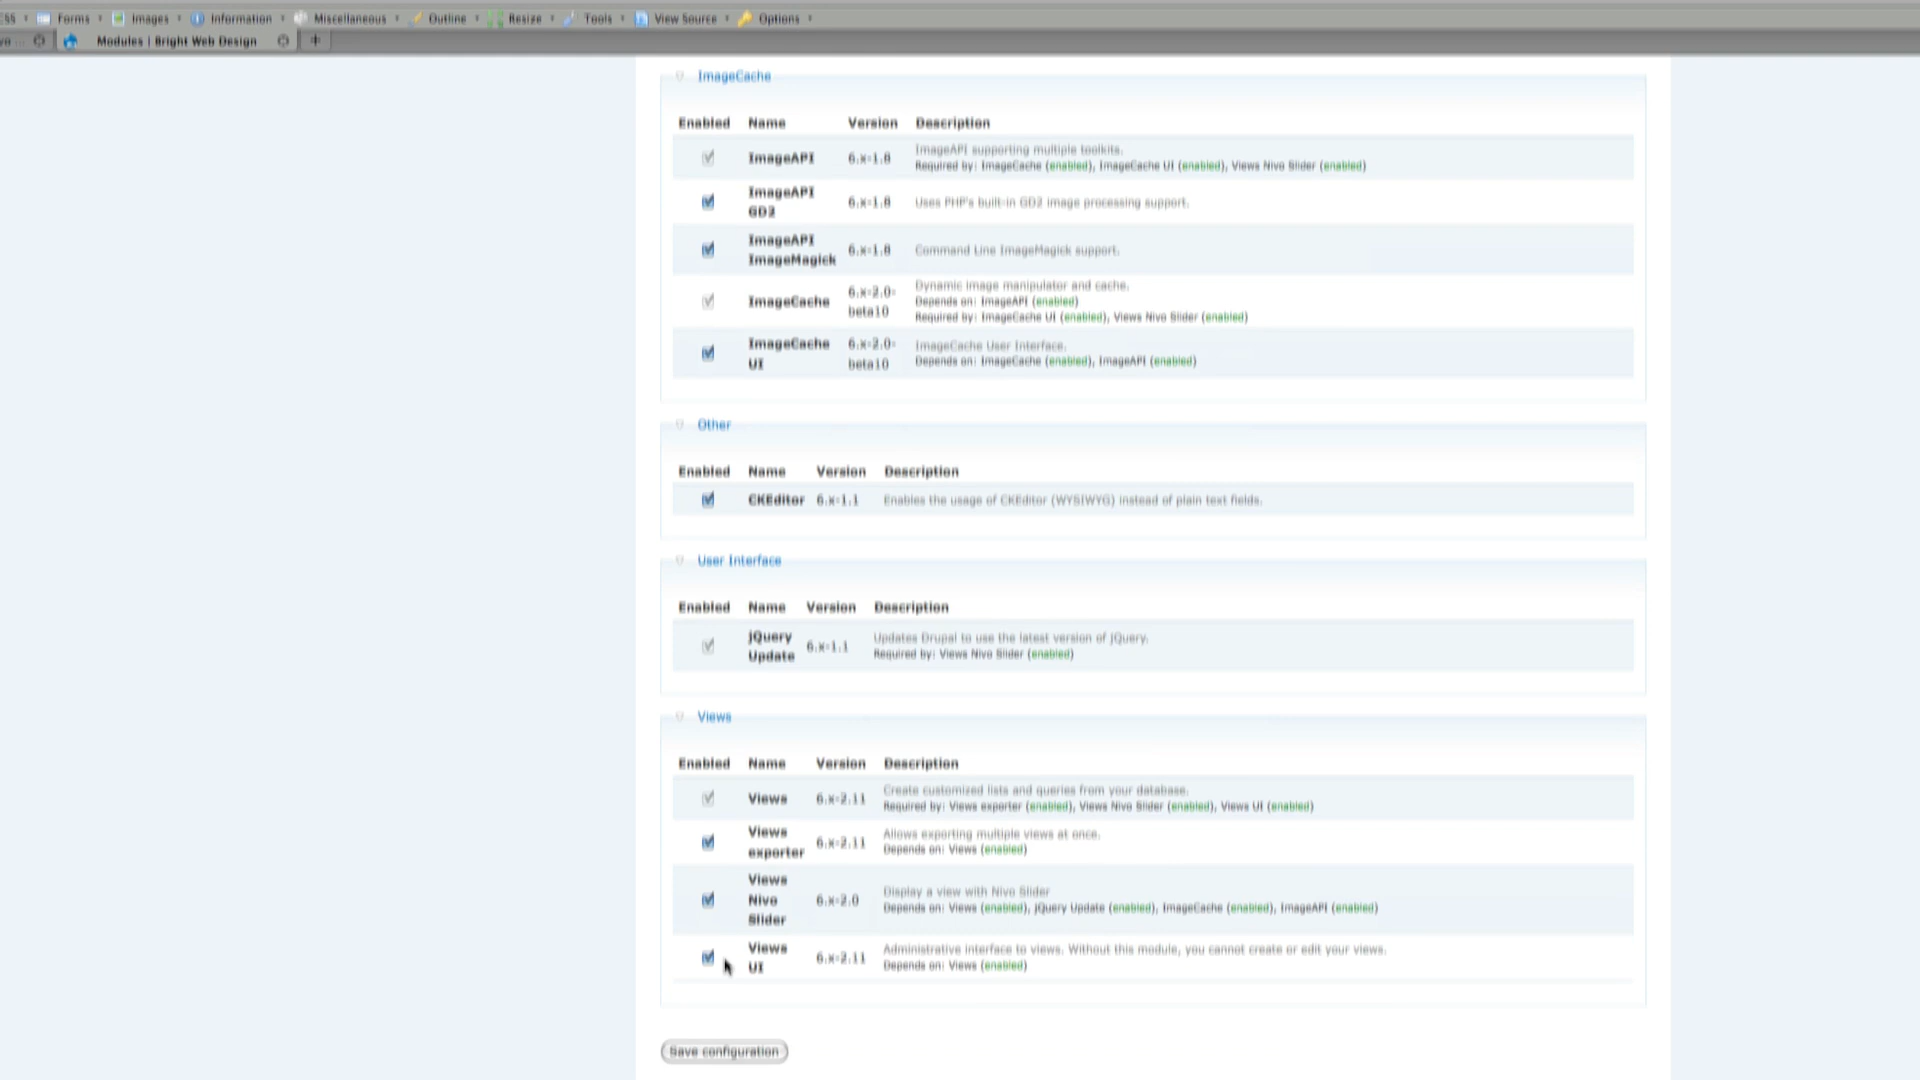 Forms Images Information Miscellaneous Outline Resize Tools View Source Options
Modules | Bright Web Design
ImageCache
Enabled Name Version Description
ImageAPI 6.x-1.8 ImageAPI supporting multiple toolkits.
Required by: ImageCache (enabled), ImageCache UI (enabled), Views Nivo Slider (enabled)
ImageAPI GD2 6.x-1.8 Uses PHP's built-in GD2 image processing support.
ImageAPI ImageMagick 6.x-1.8 Command Line ImageMagick support.
ImageCache 6.x-2.0-beta10 Dynamic image manipulator and cache.
Depends on: ImageAPI (enabled)
Required by: ImageCache UI (enabled), Views Nivo Slider (enabled)
ImageCache UI 6.x-2.0-beta10 ImageCache User Interface.
Depends on: ImageCache (enabled), ImageAPI (enabled)
Other
Enabled Name Version Description
CKEditor 6.x-1.1 Enables the usage of CKEditor (WYSIWYG) instead of plain text fields.
User Interface
Enabled Name Version Description
jQuery Update 6.x-1.1 Updates Drupal to use the latest version of jQuery.
Required by: Views Nivo Slider (enabled)
Views
Enabled Name Version Description
Views 6.x-2.11 Create customized lists and queries from your database.
Required by: Views exporter (enabled), Views Nivo Slider (enabled), Views UI (enabled)
Views exporter 6.x-2.11 Allows exporting multiple views at once.
Depends on: Views (enabled)
Views Nivo Slider 6.x-2.0 Display a view with Nivo Slider
Depends on: Views (enabled), jQuery Update (enabled), ImageCache (enabled), ImageAPI (enabled)
Views UI 6.x-2.11 Administrative interface to views. Without this module, you cannot create or edit your views.
Depends on: Views (enabled)
Save configuration